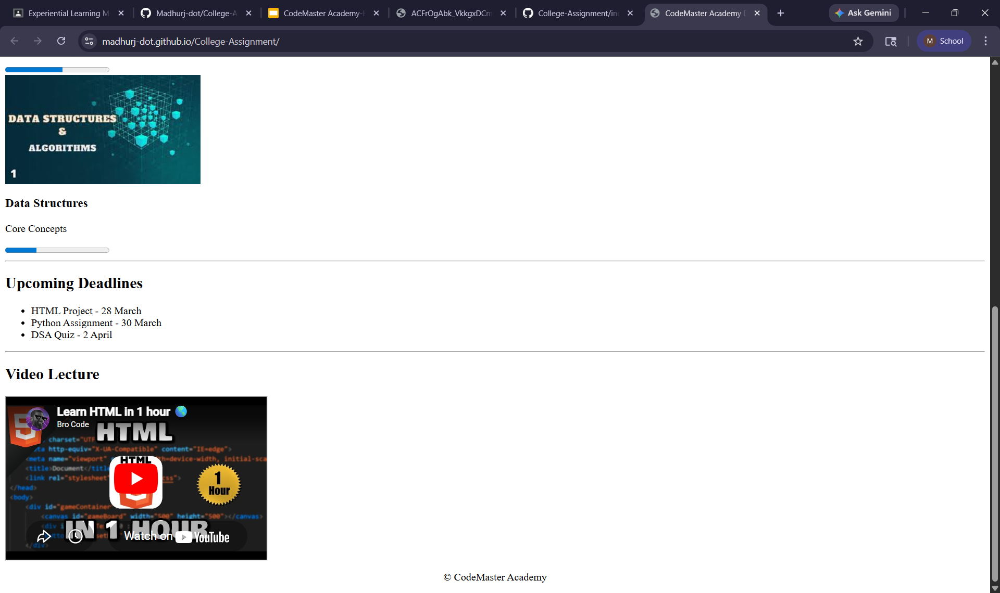 Experiential Learning M
Madhurj-dot/College-A
CodeMaster Academy-
ACFrOgAbk_VkkgxDCm
College-Assignment/in
CodeMaster Academy
Ask Gemini
madhurj-dot.github.io/College-Assignment/
M School
DATA STRUCTURES
&
ALGORITHMS
1
Data Structures
Core Concepts
Upcoming Deadlines
• HTML Project - 28 March
• Python Assignment - 30 March
• DSA Quiz - 2 April
Video Lecture
Learn HTML in 1 hour
Bro Code
HTML
charset="UTF
http-equiv="X-UA-Compatible" content="IE=edge">
<meta name="viewport" th=device-width, initial-sca
<title>Document</title
<link rel="stylesheet" css">
</head>
<body>
HTML
1
Hour
<div id="gameContainer
<canvas id="gameBoard" width="500" height="500"></canvas>
<div
IN 1 HOUR
Watch on YouTube
</div>
© CodeMaster Academy